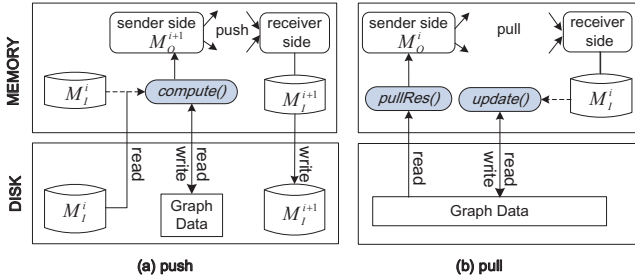 MEMORY
DISK
sender side
M_O^{i+1}
push
receiver
side
M_I^i
compute()
M_I^{i+1}
read
write
read
write
M_I^i
Graph
Data
M_I^{i+1}
(a) push
sender side
M_O^i
pull
receiver
side
pullRes()
update()
M_I^i
read
write
read
Graph Data
(b) pull